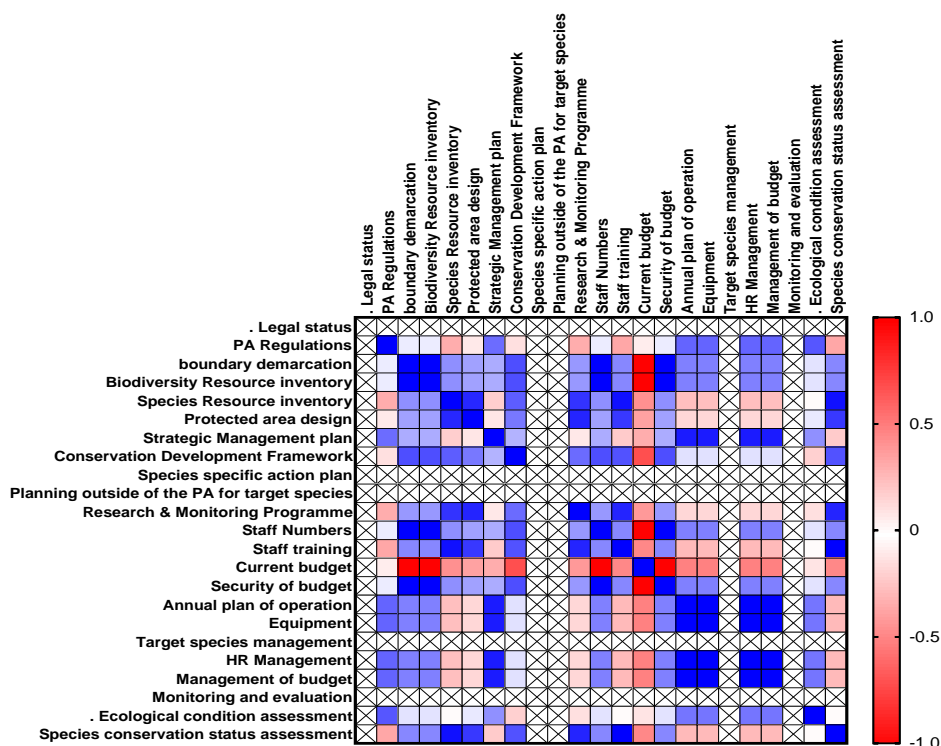 . Legal status
PA Regulations
boundary demarcation
Biodiversity Resource inventory
Species Resource inventory
Protected area design
Strategic Management plan
Conservation Development Framework
Species specific action plan
Planning outside of the PA for target species
Research & Monitoring Programme
Staff Numbers
Staff training
Current budget
Security of budget
Annual plan of operation
Equipment
Target species management
HR Management
Management of budget
Monitoring and evaluation
. Ecological condition assessment
Species conservation status assessment
. Legal status
PA Regulations
boundary demarcation
Biodiversity Resource inventory
Species Resource inventory
Protected area design
Strategic Management plan
Conservation Development Framework
Species specific action plan
Planning outside of the PA for target species
Research & Monitoring Programme
Staff Numbers
Staff training
Current budget
Security of budget
Annual plan of operation
Equipment
Target species management
HR Management
Management of budget
Monitoring and evaluation
. Ecological condition assessment
Species conservation status assessment
1.0
0.5
0
-0.5
-1.0